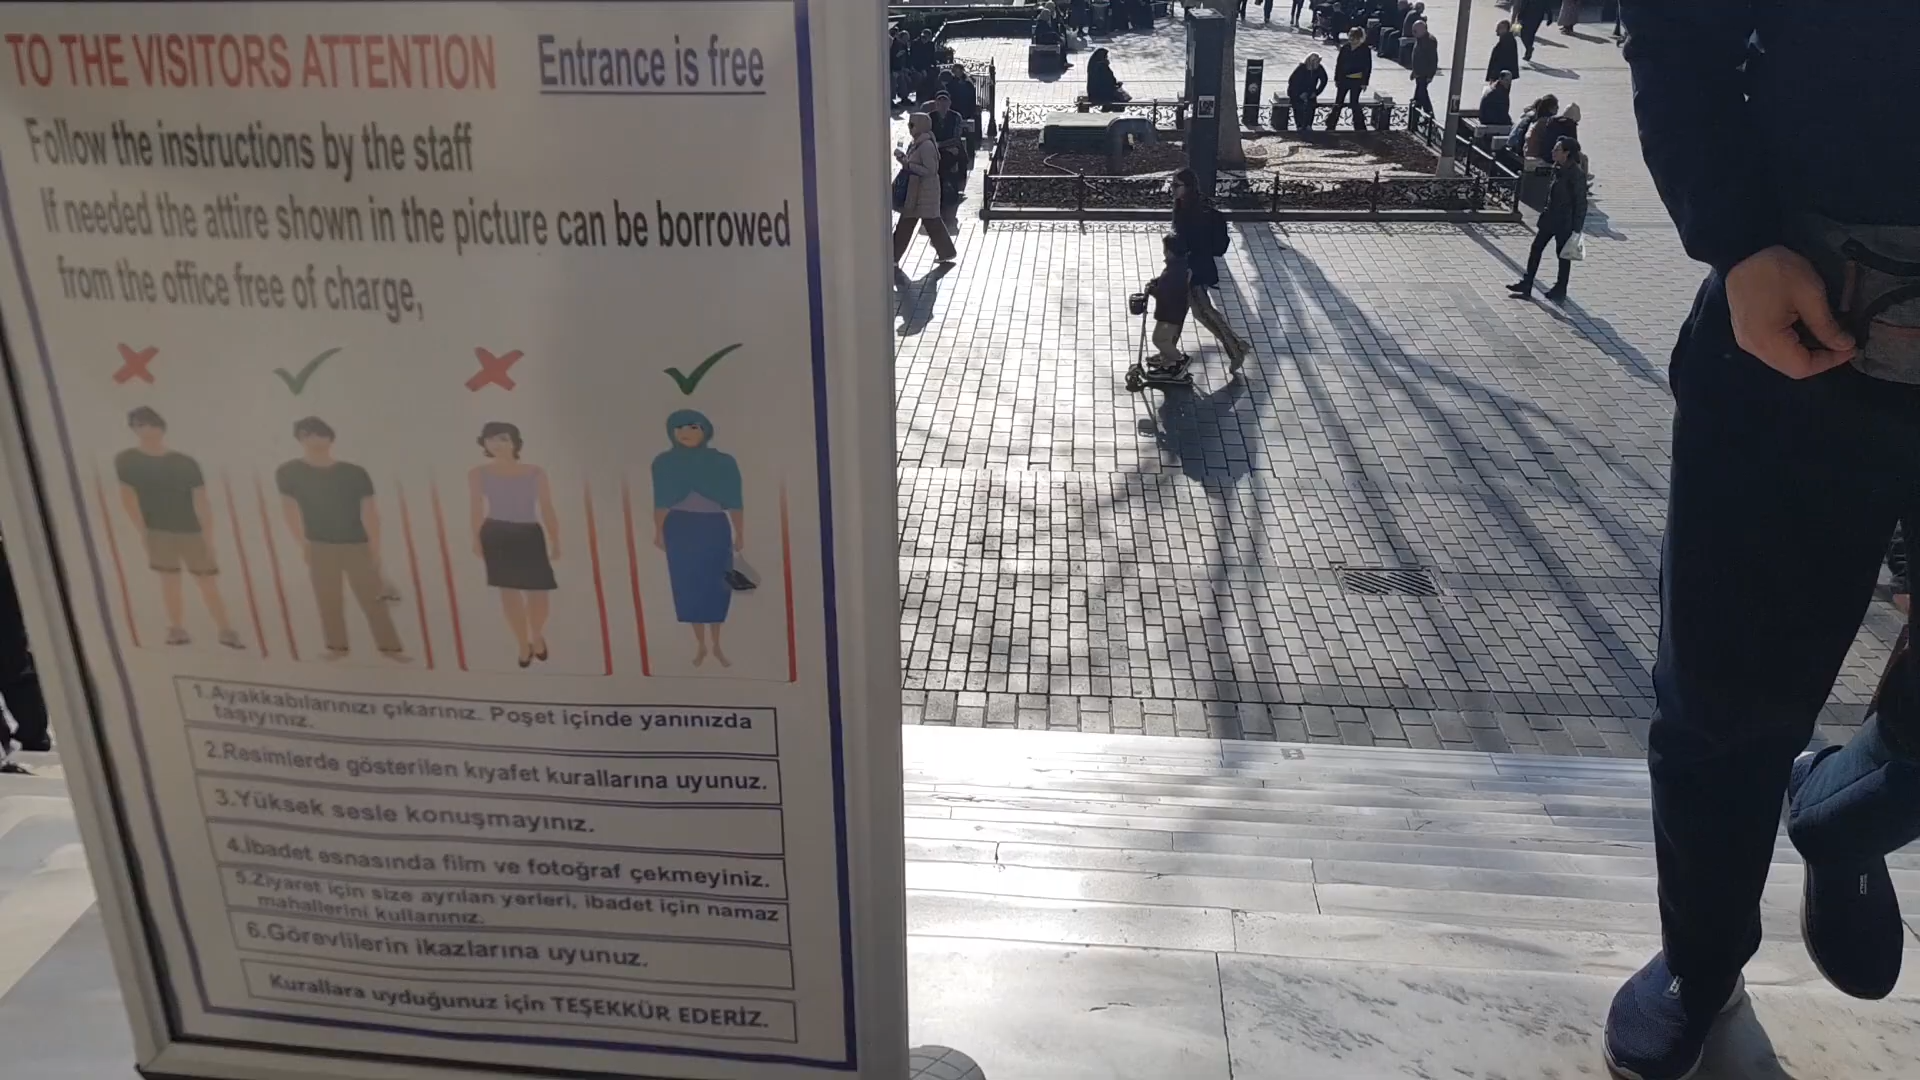 TO THE VISITORS ATTENTION Entrance is free
Follow the instructions by the staff
If needed the attire shown in the picture can be borrowed
from the office free of charge,
1.Ayakkabılarınızı çıkarınız. Poşet içinde yanınızda
taşıyınız.
2.Resimlerde gösterilen kıyafet kurallarına uyunuz.
3.Yüksek sesle konuşmayınız.
4.İbadet esnasında film ve fotoğraf çekmeyiniz.
5.Ziyaret için size ayrılan yerleri, ibadet için namaz
mahallerini kullanınız.
6.Görevlilerin ikazlarına uyunuz.
Kurallara uyduğunuz için TEŞEKKÜR EDERİZ.